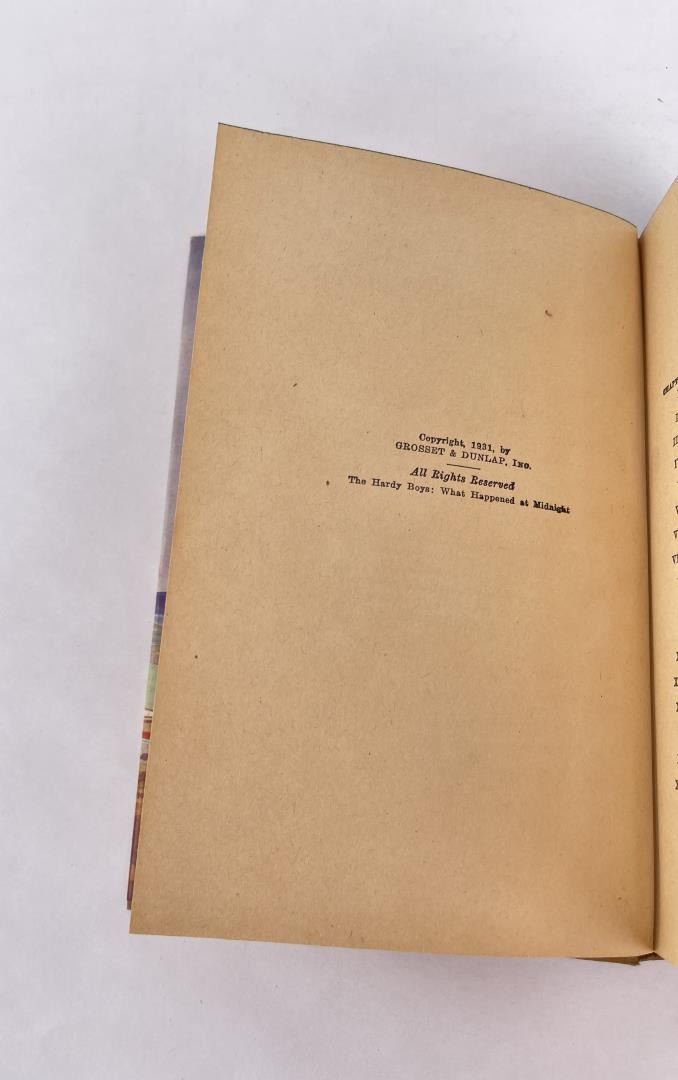 Copyright, 1931, by
GROSSET & DUNLAP, Inc.
All Rights Reserved
The Hardy Boys: What Happened at Midnight